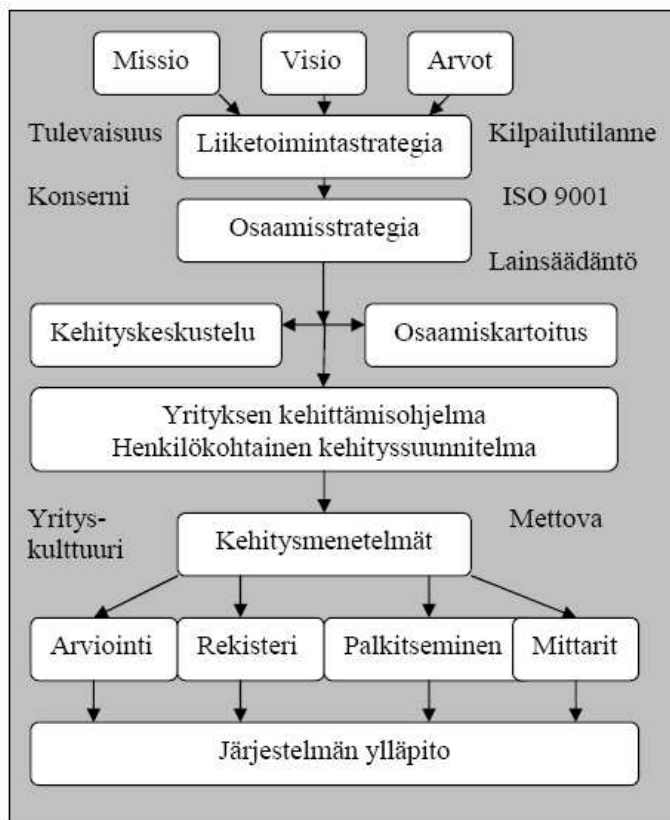 Missio
Visio
Arvot
Tulevaisuus
Liiketoimintastrategia
Kilpailutilanne
Konserni
ISO 9001
Osaamisstrategia
Lainsäädäntö
Kehityskeskustelu
Osaamiskartoitus
Yrityksen kehittämisohjelma
Henkilökohtainen kehityssuunnitelma
Yritys-
kulttuuri
Kehitysmenetelmät
Mettova
Arviointi
Rekisteri
Palkitseminen
Mittarit
Järjestelmän ylläpito